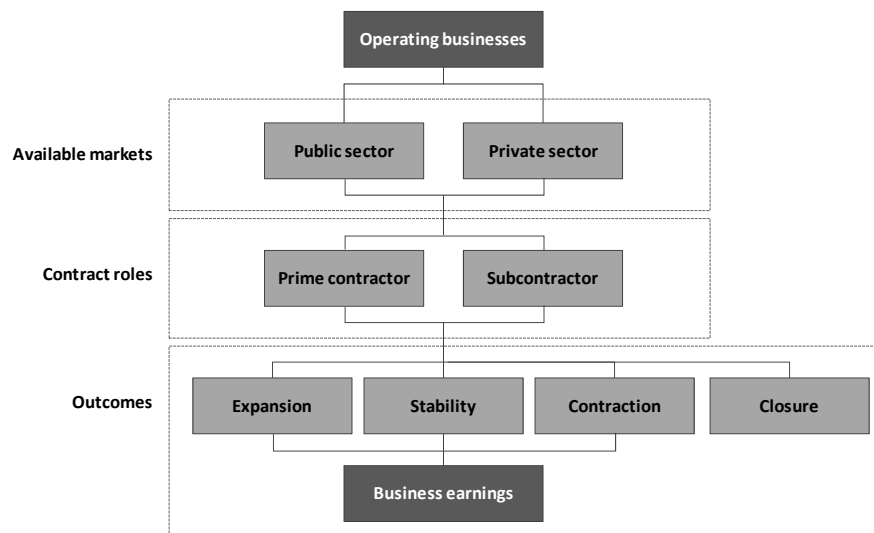 Operating businesses
Available markets
Public sector
Private sector
Contract roles
Prime contractor
Subcontractor
Outcomes
Expansion
Stability
Contraction
Closure
Business earnings